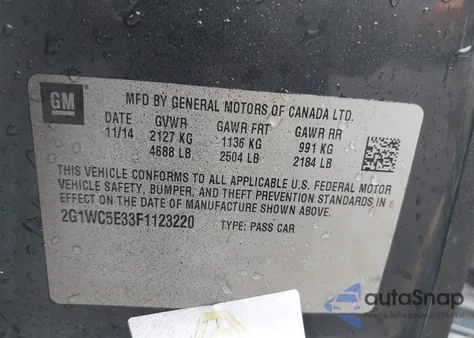 GM
MFD BY GENERAL MOTORS OF CANADA LTD.
DATE GVWR GAWR FRT GAWR RR
11/14 2127 KG 1136 KG 991 KG
4688 LB 2504 LB 2184 LB
THIS VEHICLE CONFORMS TO ALL APPLICABLE U.S. FEDERAL MOTOR
VEHICLE SAFETY, BUMPER, AND THEFT PREVENTION STANDARDS IN
EFFECT ON THE DATE OF MANUFACTURE SHOWN ABOVE.
2G1WC5E33F1123220 TYPE: PASS CAR
autoSnap